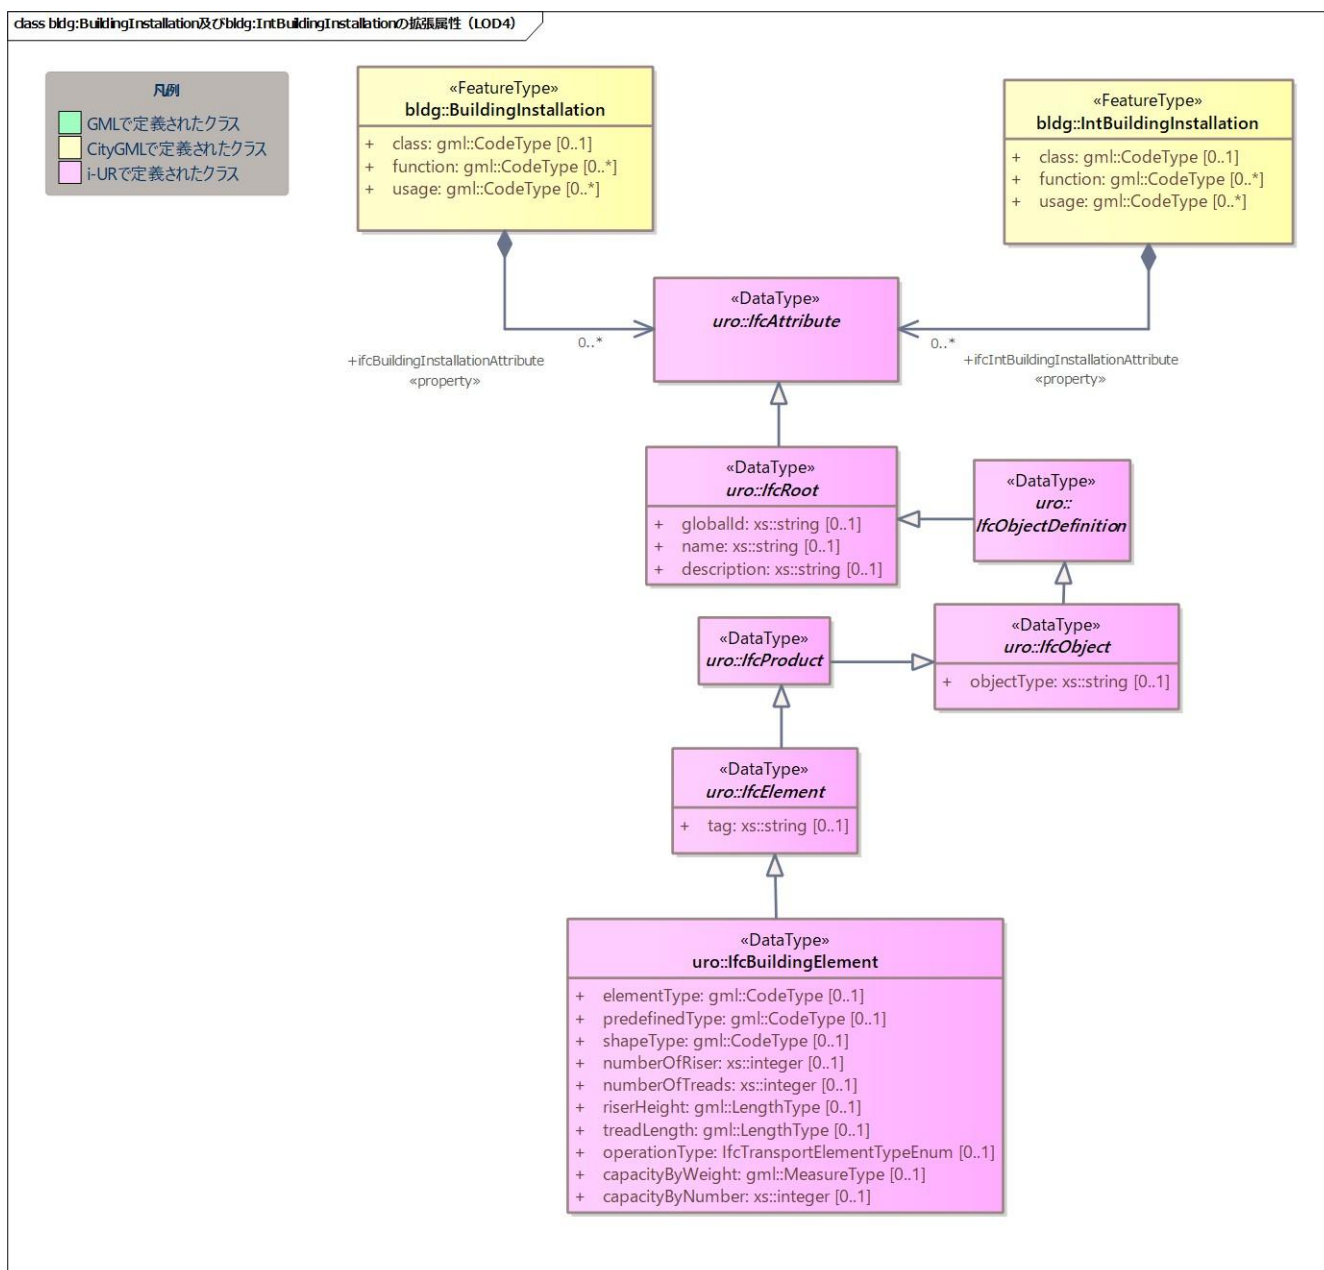 class bldg:BuildingInstallation及びbldg:IntBuildingInstallationの拡張属性（LOD4）
凡例
GMLで定義されたクラス
CityGMLで定義されたクラス
i-URで定義されたクラス
«FeatureType»
bldg::BuildingInstallation
+ class: gml::CodeType [0..1]
+ function: gml::CodeType [0..*]
+ usage: gml::CodeType [0..*]
«FeatureType»
bldg::IntBuildingInstallation
+ class: gml::CodeType [0..1]
+ function: gml::CodeType [0..*]
+ usage: gml::CodeType [0..*]
«DataType»
uro::IfcAttribute
0..*
+ifcBuildingInstallationAttribute
«property»
0..*
+ifcIntBuildingInstallationAttribute
«property»
«DataType»
uro::IfcRoot
+ globalId: xs::string [0..1]
+ name: xs::string [0..1]
+ description: xs::string [0..1]
«DataType»
uro::
IfcObjectDefinition
«DataType»
uro::IfcProduct
«DataType»
uro::IfcObject
+ objectType: xs::string [0..1]
«DataType»
uro::IfcElement
+ tag: xs::string [0..1]
«DataType»
uro::IfcBuildingElement
+ elementType: gml::CodeType [0..1]
+ predefinedType: gml::CodeType [0..1]
+ shapeType: gml::CodeType [0..1]
+ numberOfRiser: xs::integer [0..1]
+ numberOfTreads: xs::integer [0..1]
+ riserHeight: gml::LengthType [0..1]
+ treadLength: gml::LengthType [0..1]
+ operationType: IfcTransportElementTypeEnum [0..1]
+ capacityByWeight: gml::MeasureType [0..1]
+ capacityByNumber: xs::integer [0..1]